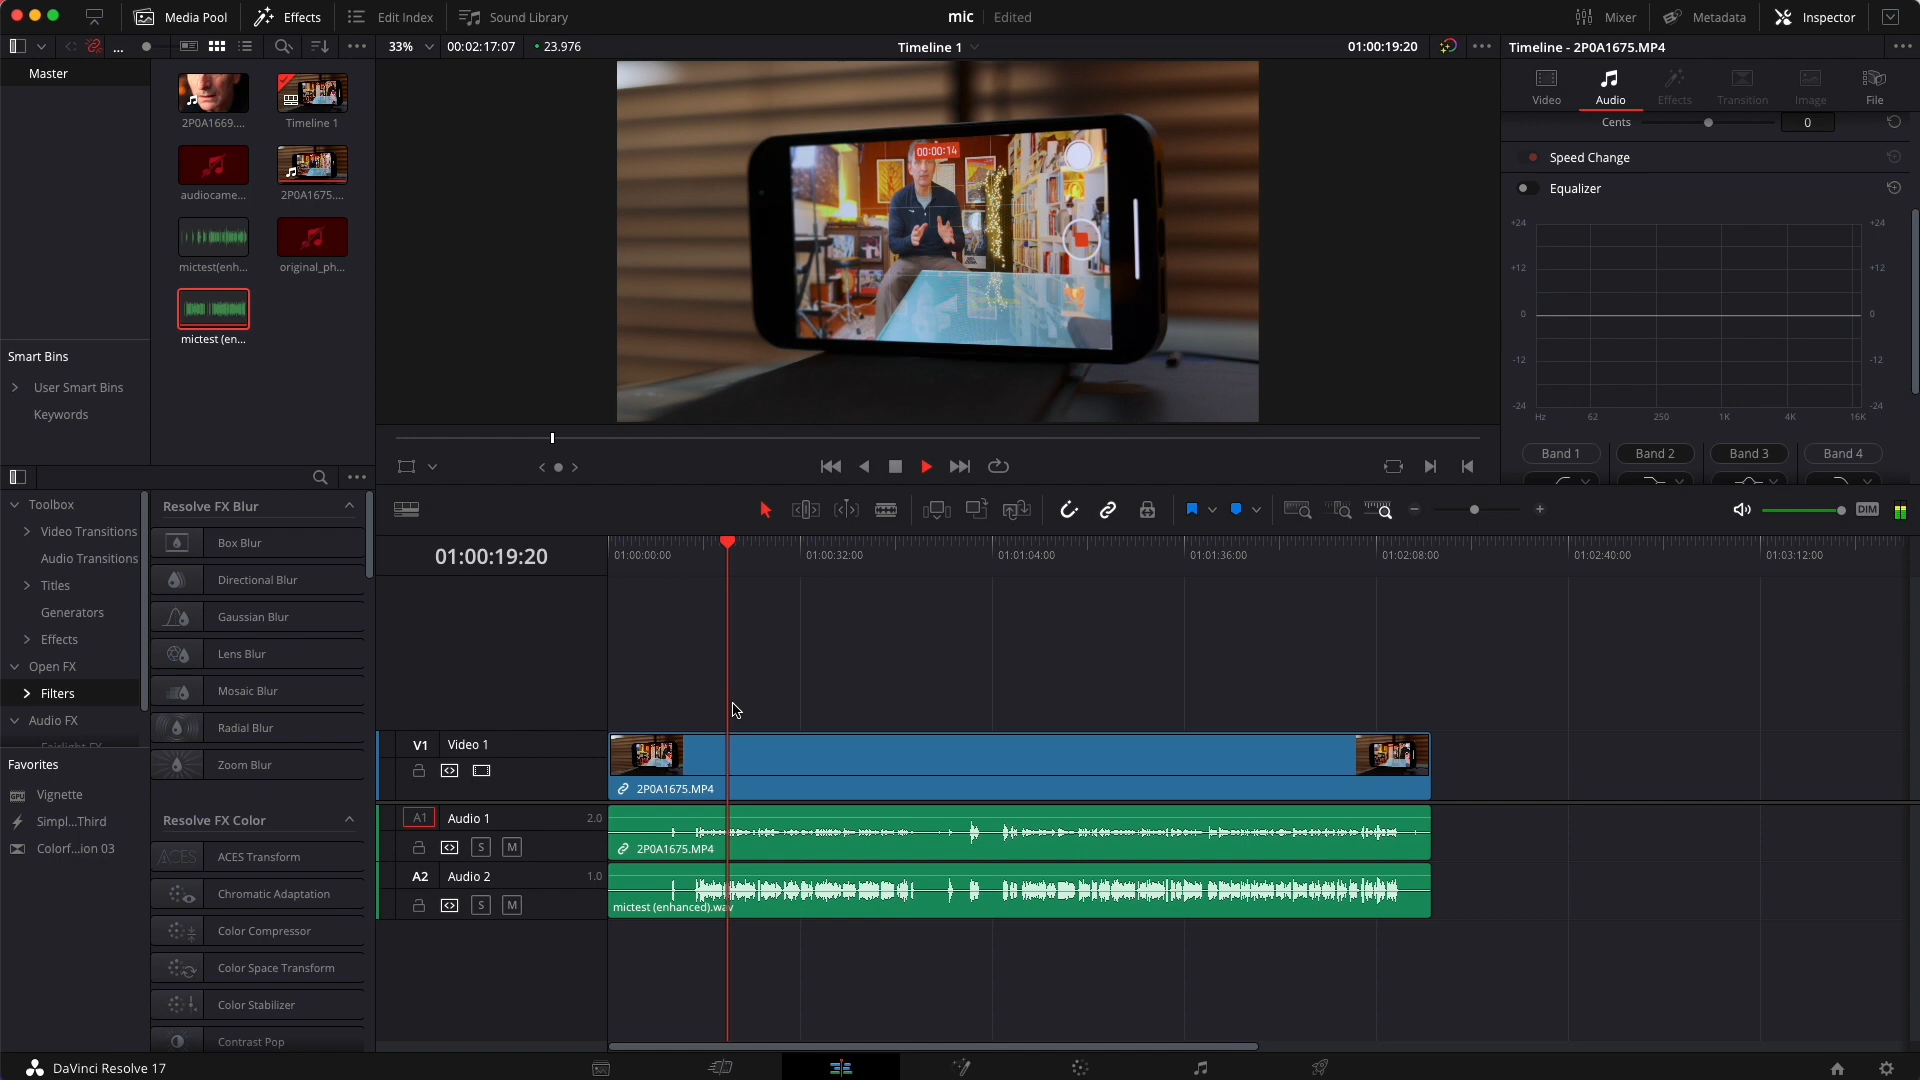 Media Pool
Effects
Edit Index
Sound Library
mic
Edited
Mixer
Metadata
Inspector
...
33%
00:02:17:07
23.976
Timeline 1
01:00:19:20
Timeline - 2P0A1675.MP4
Master
2P0A1669....
Timeline 1
audiocame...
2P0A1675....
mictest(enh...
original_ph...
mictest (en...
Smart Bins
User Smart Bins
Keywords
00:00:14
Video
Audio
Effects
Transition
Image
File
Cents
0
Speed Change
Equalizer
+24
+24
+12
+12
0
0
-12
-12
-24
-24
Hz
62
250
1K
4K
16K
Band 1
Band 2
Band 3
Band 4
DIM
Toolbox
Video Transitions
Audio Transitions
Titles
Generators
Effects
Open FX
Filters
Audio FX
Fairlight FX
Favorites
Vignette
Simpl...Third
Colorf...ion 03
Resolve FX Blur
Box Blur
Directional Blur
Gaussian Blur
Lens Blur
Mosaic Blur
Radial Blur
Zoom Blur
Resolve FX Color
ACES
ACES Transform
Chromatic Adaptation
Color Compressor
Color Space Transform
Color Stabilizer
Contrast Pop
01:00:19:20
01:00:00:00
01:00:32:00
01:01:04:00
01:01:36:00
01:02:08:00
01:02:40:00
01:03:12:00
V1
Video 1
2P0A1675.MP4
A1
Audio 1
2.0
S
M
2P0A1675.MP4
A2
Audio 2
1.0
S
M
mictest (enhanced).wav
DaVinci Resolve 17